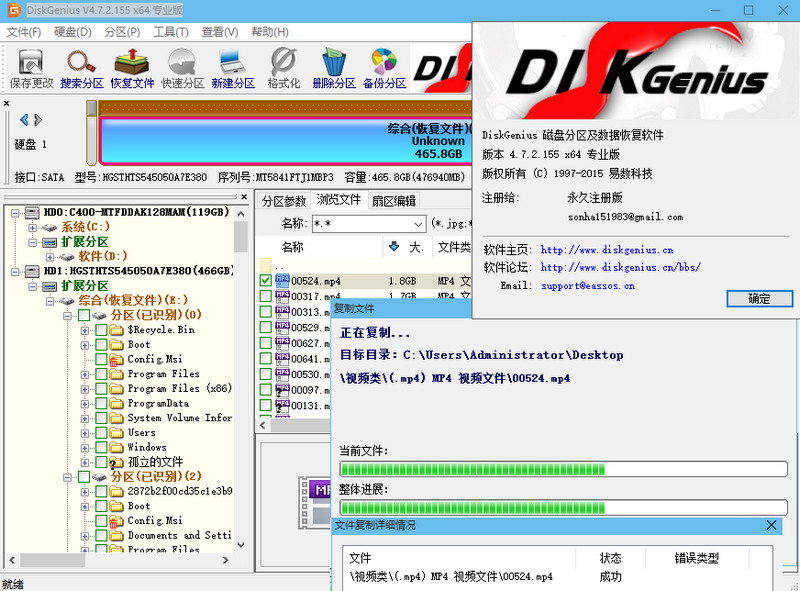 DiskGenius V4.7.2.155 x64 专业版
文件(F) 硬盘(D) 分区(P) 工具(T) 查看(V) 帮助(H)
保存更改 搜索分区 恢复文件 快速分区 新建分区 格式化 删除分区 备份分区
DISKGenius
DiskGenius 磁盘分区及数据恢复软件
版本 4.7.2.155 x64 专业版
版权所有 (C) 1997-2015 易数科技
注册给: 永久注册版
sonha151983@gmail.com
软件主页: http://www.diskgenius.cn
软件论坛: http://www.diskgenius.cn/bbs/
Email: support@eassos.cn
确定
硬盘 1
综合(恢复文件)
Unknown
465.8GB
接口:SATA 型号:HGSTHTS545050A7E380 序列号:MT5841FTJ1MBP3 容量:465.8GB(476940MB)
HD0:C400-MTFDDAK128MAM(119GB)
系统(C:)
扩展分区
软件(D:)
HD1:HGSTHTS545050A7E380(466GB)
扩展分区
综合(恢复文件)(E:)
分区(已识别)(0)
$Recycle.Bin
Boot
Config.Msi
Program Files
Program Files (x86)
ProgramData
System Volume Infor
Users
Windows
孤立的文件
分区(已识别)(2)
2872b2f00cd35c1e3b9
Boot
Config.Msi
Documents and Setti
Program Files
分区参数 浏览文件 扇区编辑
名称: *.* (*.jpg;*
名称 大. 文件类
..
00524.mp4 1.8GB MP4 文
00317.mp4 1.7GB MP4 文
00313.m
00529.m
00627.m
00641.m
00530.m
00097.m
00131.m
复制文件
正在复制...
目标目录：C:\Users\Administrator\Desktop
\视频类\(.mp4) MP4 视频文件\00524.mp4
当前文件:
整体进展:
文件复制详细情况
文件 状态 错误类型
\视频类\(.mp4) MP4 视频文件\00524.mp4 成功
就绪